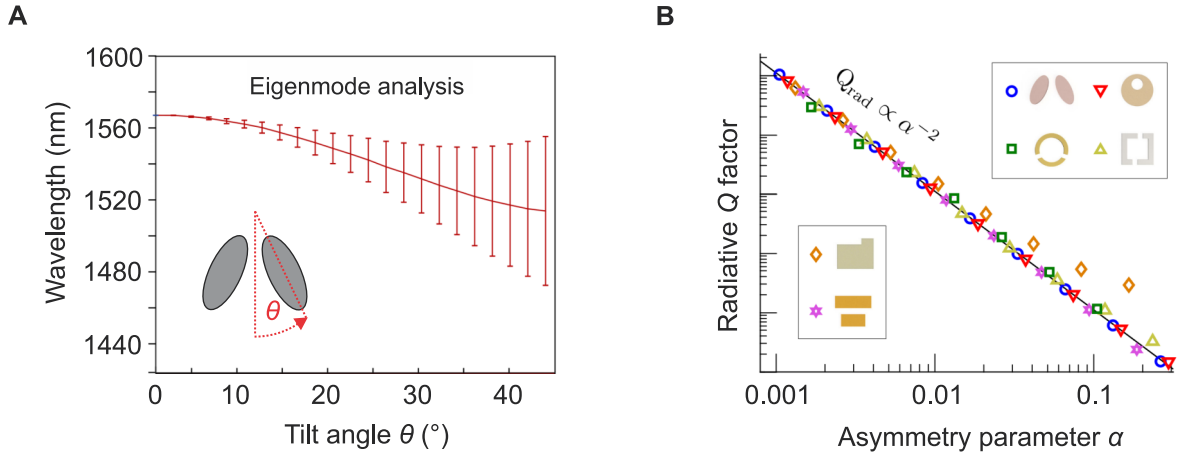 A
1600
1560
1520
1480
1440
Wavelength (nm)
Eigenmode analysis
θ
0
10
20
30
40
Tilt angle θ (°)
B
Radiative Q factor
Q_rad ∝ α⁻²
0.001
0.01
0.1
Asymmetry parameter α